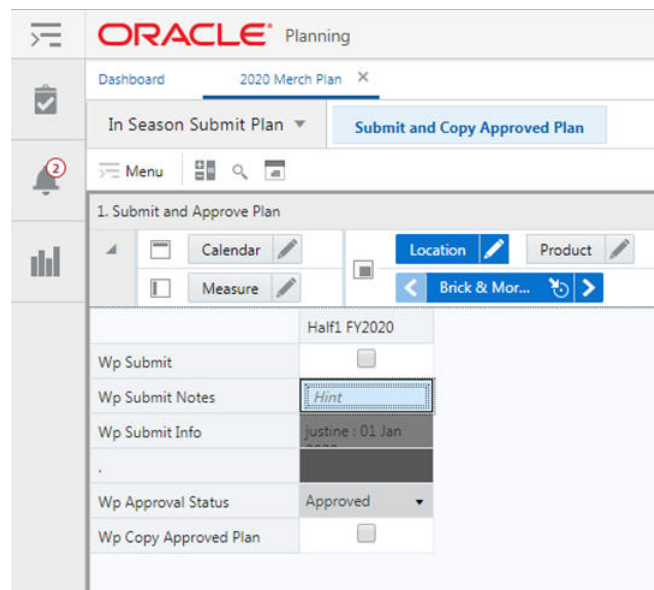 ORACLE® Planning
Dashboard 2020 Merch Plan
In Season Submit Plan Submit and Copy Approved Plan
2
Menu
1. Submit and Approve Plan
Calendar Location Product
Measure Brick & Mor...
Half1 FY2020
Wp Submit
Wp Submit Notes Hint
Wp Submit Info justine : 01 Jan
.
Wp Approval Status Approved
Wp Copy Approved Plan